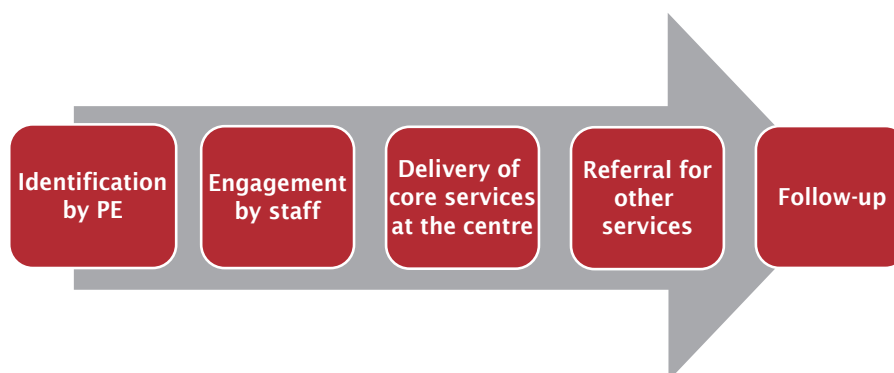 Identification
by PE
Engagement
by staff
Delivery of
core services
at the centre
Referral for
other
services
Follow-up